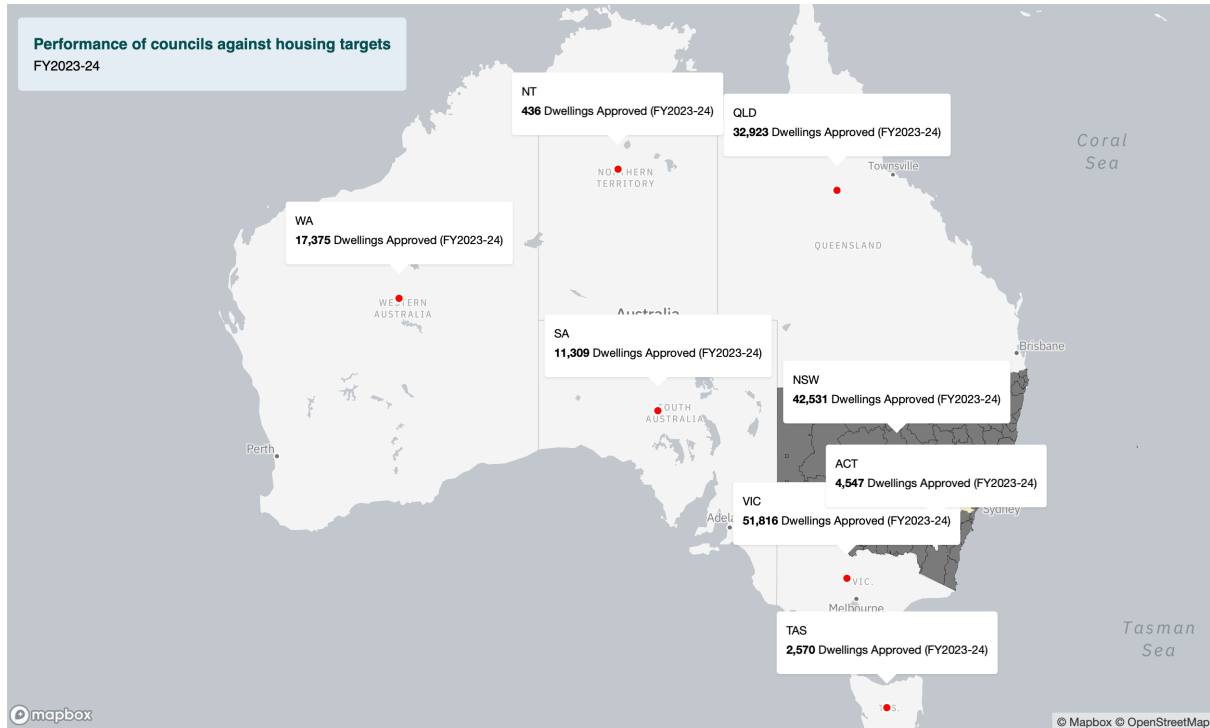 Performance of councils against housing targets
FY2023-24
NT
436 Dwellings Approved (FY2023-24)
QLD
32,923 Dwellings Approved (FY2023-24)
Coral
Sea
Townsville
TERRITORY
WA
17,375 Dwellings Approved (FY2023-24)
QUEENSLAND
WESTERN
AUSTRALIA
Australia
SA
11,309 Dwellings Approved (FY2023-24)
Brisbane
NSW
42,531 Dwellings Approved (FY2023-24)
AUSTRALIA
Perth
ACT
4,547 Dwellings Approved (FY2023-24)
VIC
51,816 Dwellings Approved (FY2023-24)
Sydney
VIC.
Melbourne
TAS
2,570 Dwellings Approved (FY2023-24)
Tasman
Sea
mapbox
© Mapbox © OpenStreetMap